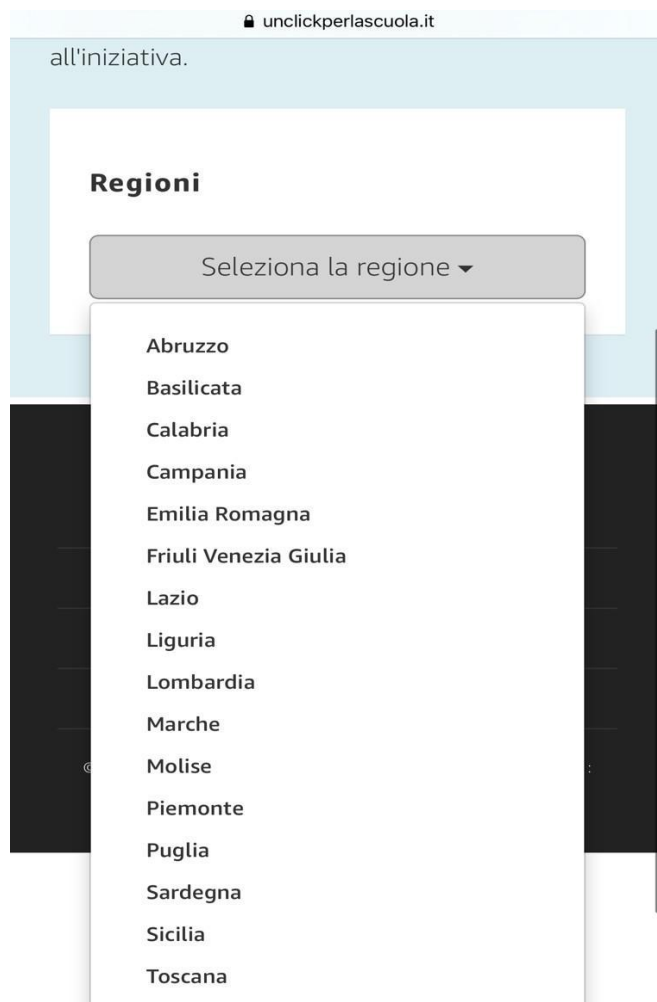 unclickperlascuola.it
all'iniziativa.
Regioni
Seleziona la regione
Abruzzo
Basilicata
Calabria
Campania
Emilia Romagna
Friuli Venezia Giulia
Lazio
Liguria
Lombardia
Marche
©
Molise
:
Piemonte
Puglia
Sardegna
Sicilia
Toscana